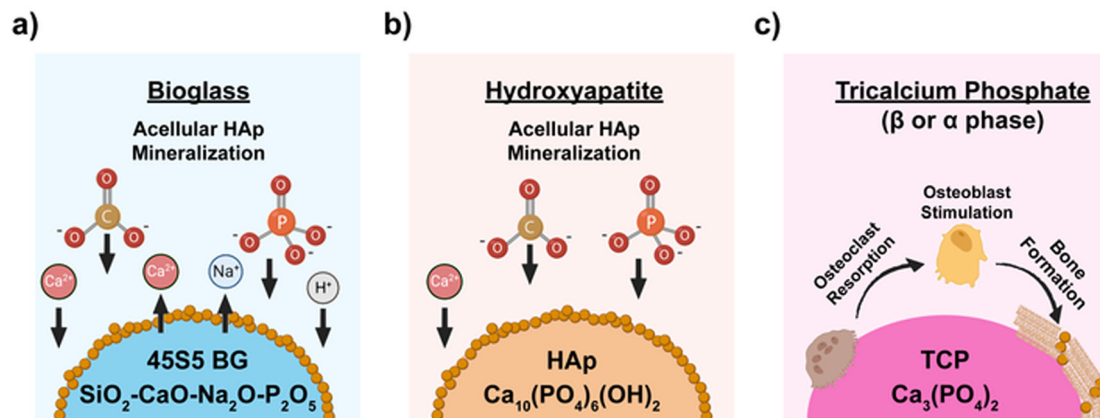 a)
Bioglass
Acellular HAp
Mineralization
O
C
O
-
O
-
O
P
O
-
O
-
O
-
Ca²⁺
Ca²⁺
Na⁺
H⁺
45S5 BG
SiO₂-CaO-Na₂O-P₂O₅
b)
Hydroxyapatite
Acellular HAp
Mineralization
O
C
O
-
O
-
O
P
O
-
O
-
O
-
Ca²⁺
HAp
Ca₁₀(PO₄)₆(OH)₂
c)
Tricalcium Phosphate
(β or α phase)
Osteoclast
Resorption
Osteoblast
Stimulation
Bone
Formation
TCP
Ca₃(PO₄)₂